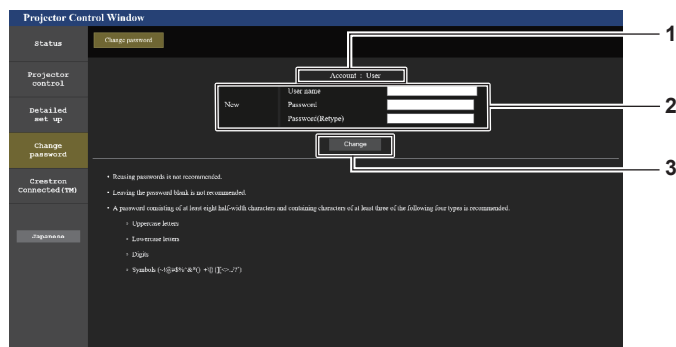 Projector Control Window
Status
Projector control
Detailed set up
Change password
Crestron Connected(TM)
Japanese
Change password
Account : User
New
User name
Password
Passwort(Retype)
Change
• Reusing passwords is not recommended.
• Leaving the password blank is not recommended.
• A password consisting of at least eight half-width characters and containing characters of at least three of the following four types is recommended.
Uppercase letters
Lowercase letters
Digits
Symbols
1
2
3